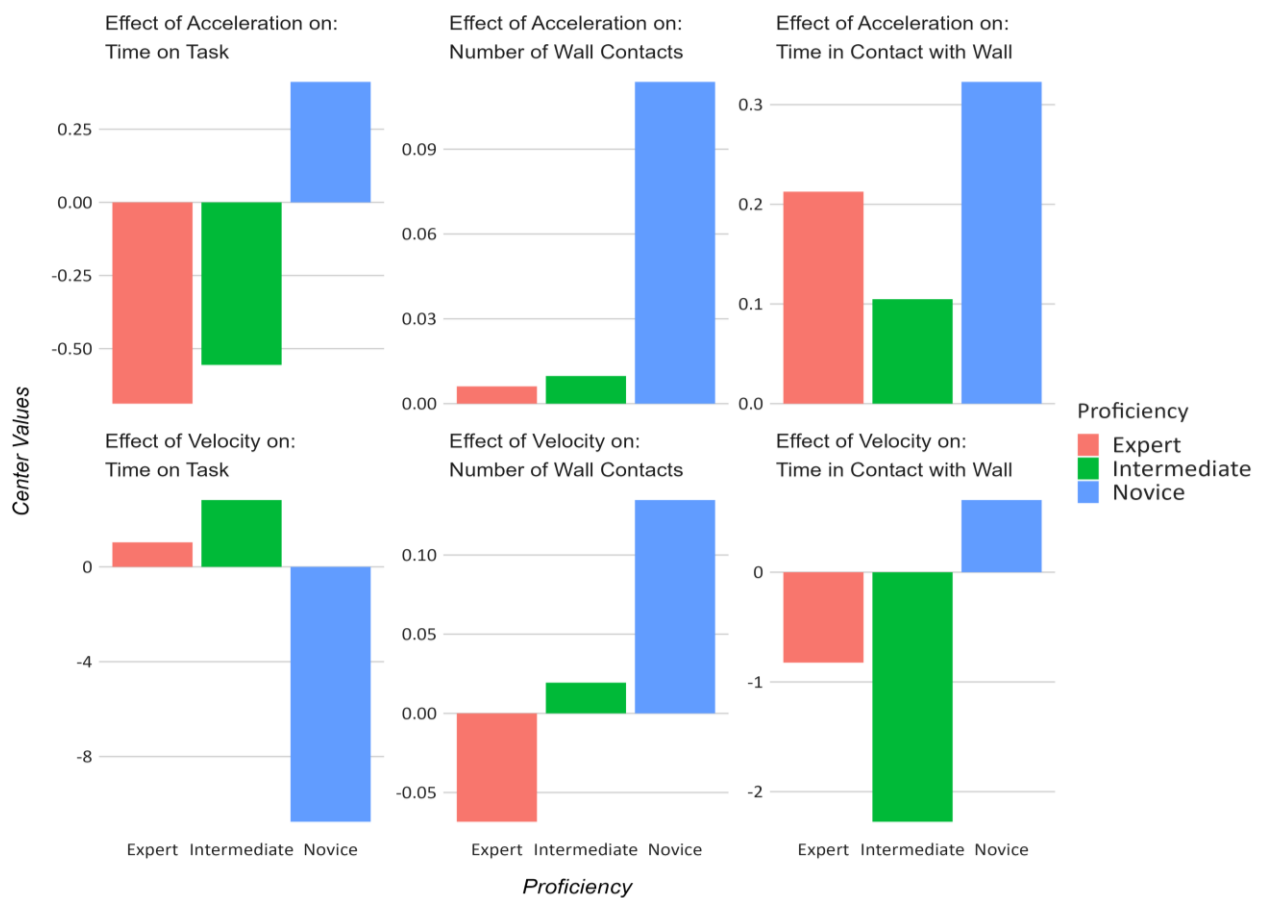 Effect of Acceleration on:
Time on Task
Effect of Acceleration on:
Number of Wall Contacts
Effect of Acceleration on:
Time in Contact with Wall
0.25
0.00
-0.25
-0.50
0.09
0.06
0.03
0.00
0.3
0.2
0.1
0.0
Center Values
Effect of Velocity on:
Time on Task
Effect of Velocity on:
Number of Wall Contacts
Effect of Velocity on:
Time in Contact with Wall
0
-4
-8
0.10
0.05
0.00
-0.05
0
-1
-2
Expert Intermediate Novice
Expert Intermediate Novice
Expert Intermediate Novice
Proficiency
Proficiency
Expert
Intermediate
Novice